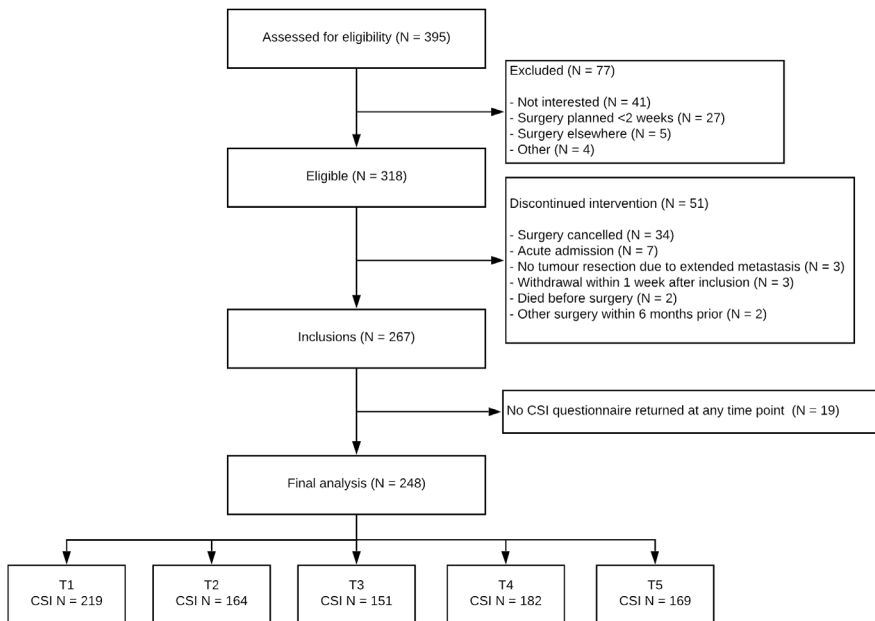 Assessed for eligibility (N = 395)
Excluded (N = 77)
- Not interested (N = 41)
- Surgery planned <2 weeks (N = 27)
- Surgery elsewhere (N = 5)
- Other (N = 4)
Eligible (N = 318)
Discontinued intervention (N = 51)
- Surgery cancelled (N = 34)
- Acute admission (N = 7)
- No tumour resection due to extended metastasis (N = 3)
- Withdrawal within 1 week after inclusion (N = 3)
- Died before surgery (N = 2)
- Other surgery within 6 months prior (N = 2)
Inclusions (N = 267)
No CSI questionnaire returned at any time point (N = 19)
Final analysis (N = 248)
T1
CSI N = 219
T2
CSI N = 164
T3
CSI N = 151
T4
CSI N = 182
T5
CSI N = 169